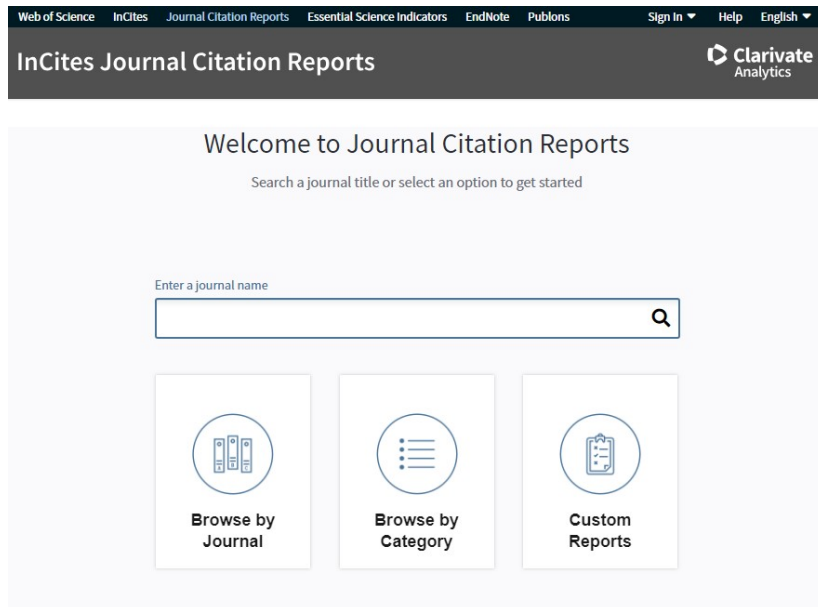 Web of Science InCites Journal Citation Reports Essential Science Indicators EndNote Publons Sign In Help English
InCites Journal Citation Reports
Clarivate
Analytics
Welcome to Journal Citation Reports
Search a journal title or select an option to get started
Enter a journal name
Browse by
Journal
Browse by
Category
Custom
Reports